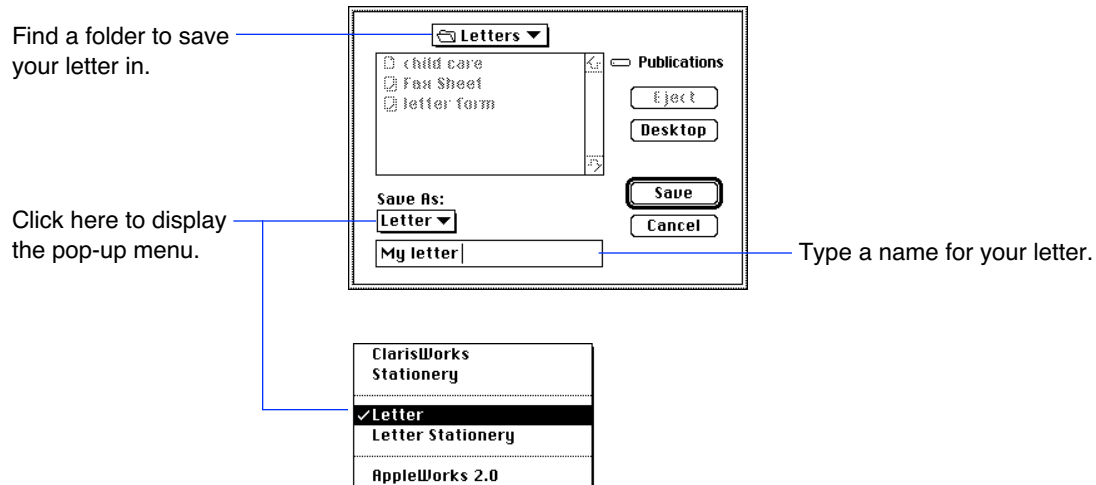 Find a folder to save
your letter in.
Letters
child care
Fax Sheet
letter form
Publications
Eject
Desktop
Save As:
Letter
Save
Cancel
My letter
Click here to display
the pop-up menu.
Type a name for your letter.
ClarisWorks
Stationery
✓Letter
Letter Stationery
AppleWorks 2.0